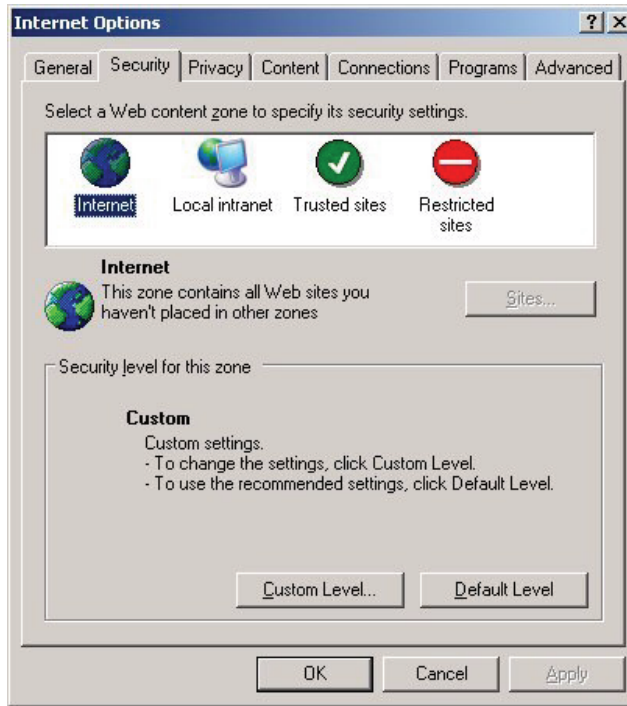 Internet Options
General Security Privacy Content Connections Programs Advanced
Select a Web content zone to specify its security settings.
Internet Local intranet Trusted sites Restricted
sites
Internet
This zone contains all Web sites you
haven't placed in other zones
Sites...
Security level for this zone
Custom
Custom settings.
- To change the settings, click Custom Level.
- To use the recommended settings, click Default Level.
Custom Level... Default Level
OK Cancel Apply